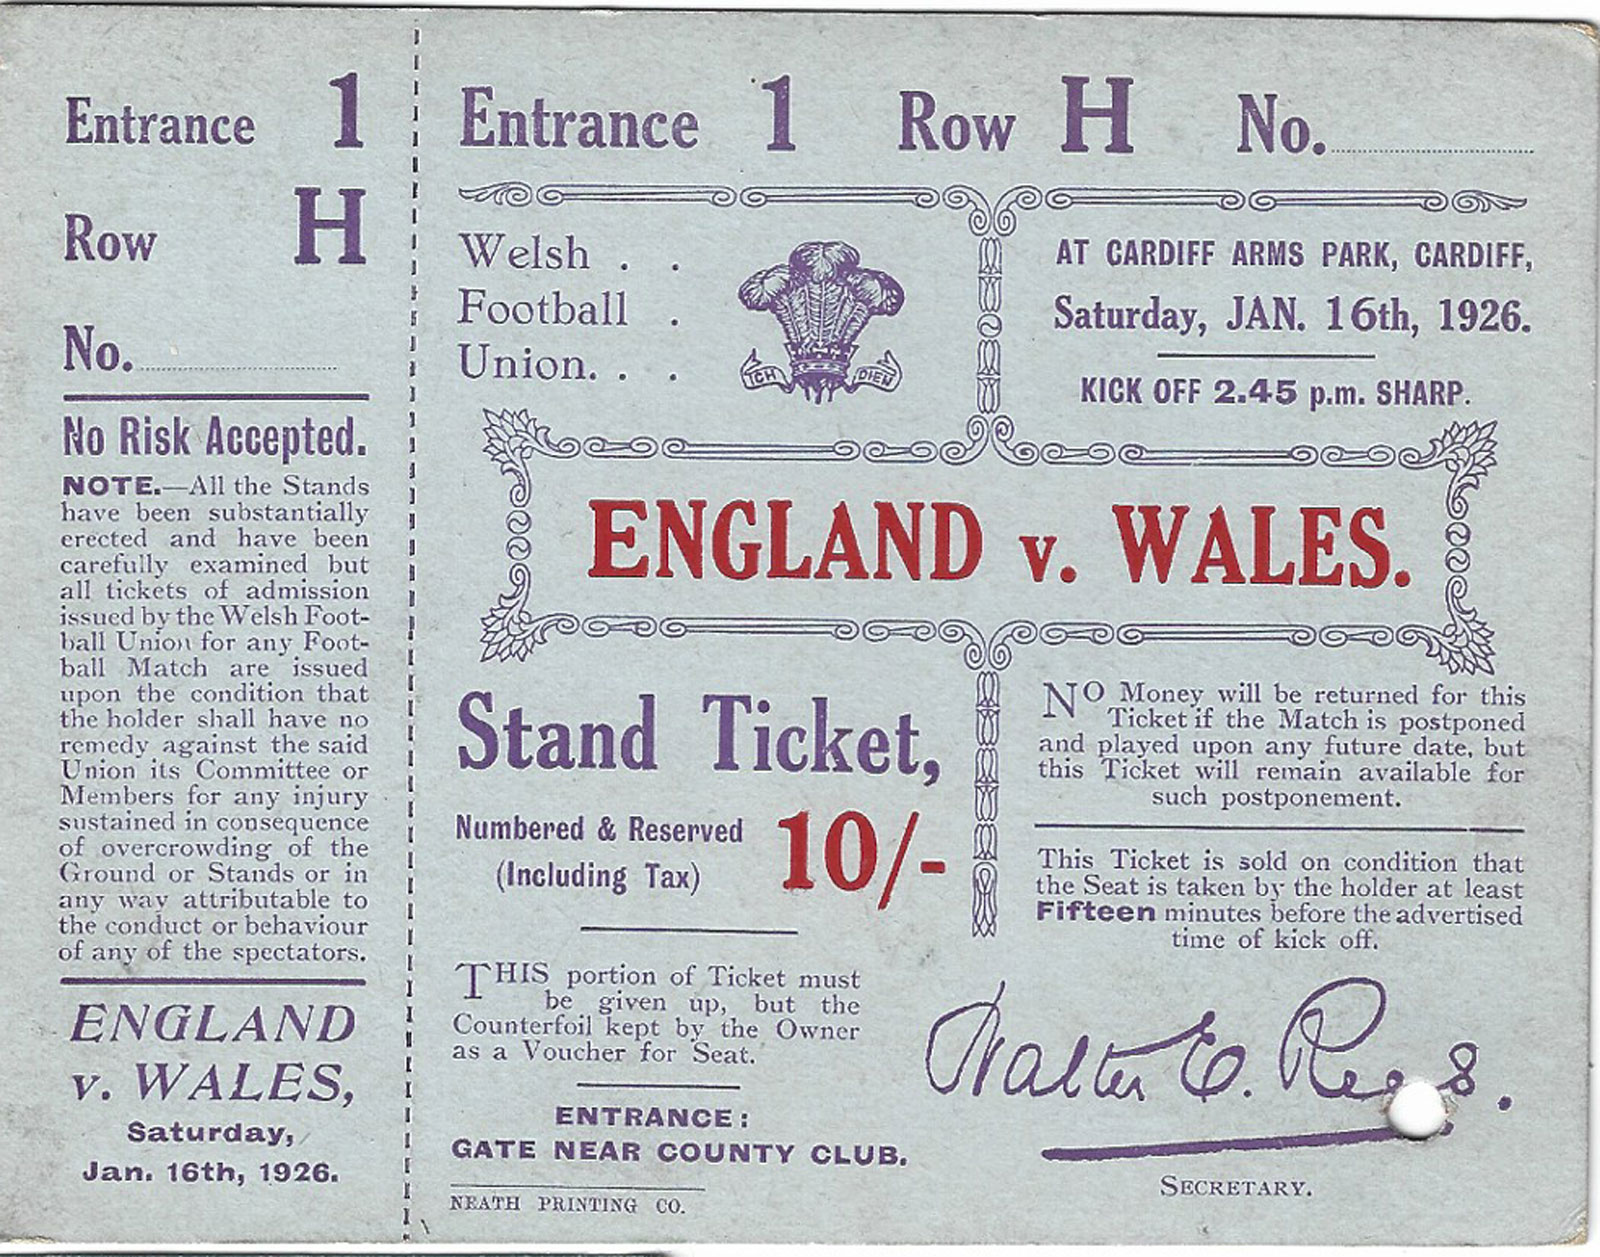 Entrance 1
Row H
No.
No Risk Accepted.
NOTE.—All the Stands
have been substantially
erected and have been
carefully examined but
all tickets of admission
issued by the Welsh Foot-
ball Union for any Foot-
ball Match are issued
upon the condition that
the holder shall have no
remedy against the said
Union its Committee or
Members for any injury
sustained in consequence
of overcrowding of the
Ground or Stands or in
any way attributable to
the conduct or behaviour
of any of the spectators.
ENGLAND
v. WALES,
Saturday,
Jan. 16th, 1926.
Entrance 1 Row H No.
Welsh . .
Football .
Union. . .
ICH DIEN
AT CARDIFF ARMS PARK, CARDIFF,
Saturday, JAN. 16th, 1926.
KICK OFF 2.45 p.m. SHARP.
ENGLAND v. WALES.
Stand Ticket,
Numbered & Reserved
(Including Tax)
10/-
THIS portion of Ticket must
be given up, but the
Counterfoil kept by the Owner
as a Voucher for Seat.
ENTRANCE:
GATE NEAR COUNTY CLUB.
NEATH PRINTING CO.
NO Money will be returned for this
Ticket if the Match is postponed
and played upon any future date, but
this Ticket will remain available for
such postponement.
This Ticket is sold on condition that
the Seat is taken by the holder at least
Fifteen minutes before the advertised
time of kick off.
Walter E. Rees.
SECRETARY.